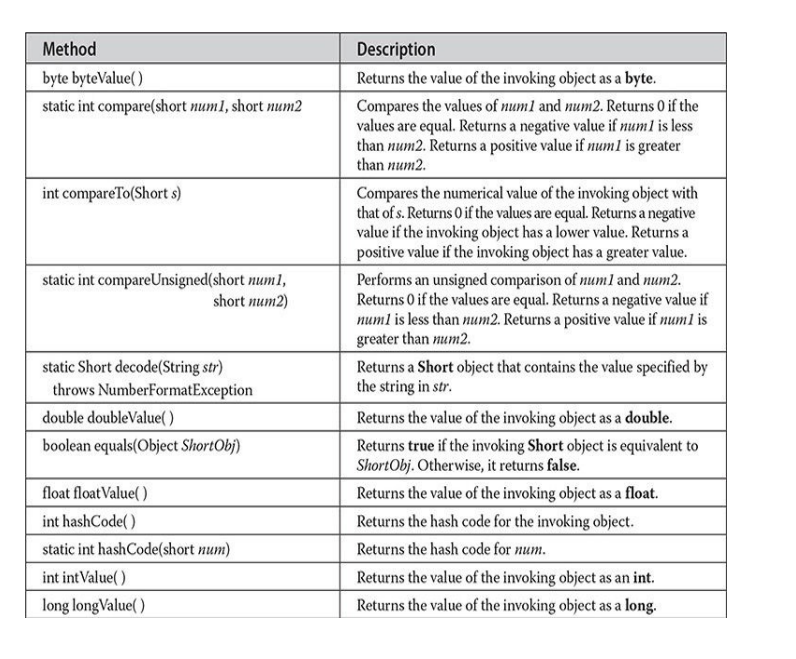 Method Description
byte byteValue( ) Returns the value of the invoking object as a byte.
static int compare(short num1, short num2 Compares the values of num1 and num2. Returns 0 if the
values are equal. Returns a negative value if num1 is less
than num2. Returns a positive value if num1 is greater
than num2.
int compareTo(Short s) Compares the numerical value of the invoking object with
that of s. Returns 0 if the values are equal. Returns a negative
value if the invoking object has a lower value. Returns a
positive value if the invoking object has a greater value.
static int compareUnsigned(short num1, Performs an unsigned comparison of num1 and num2.
short num2) Returns 0 if the values are equal. Returns a negative value if
num1 is less than num2. Returns a positive value if num1 is
greater than num2.
static Short decode(String str) Returns a Short object that contains the value specified by
throws NumberFormatException the string in str.
double doubleValue( ) Returns the value of the invoking object as a double.
boolean equals(Object ShortObj) Returns true if the invoking Short object is equivalent to
ShortObj. Otherwise, it returns false.
float floatValue( ) Returns the value of the invoking object as a float.
int hashCode( ) Returns the hash code for the invoking object.
static int hashCode(short num) Returns the hash code for num.
int intValue( ) Returns the value of the invoking object as an int.
long longValue( ) Returns the value of the invoking object as a long.